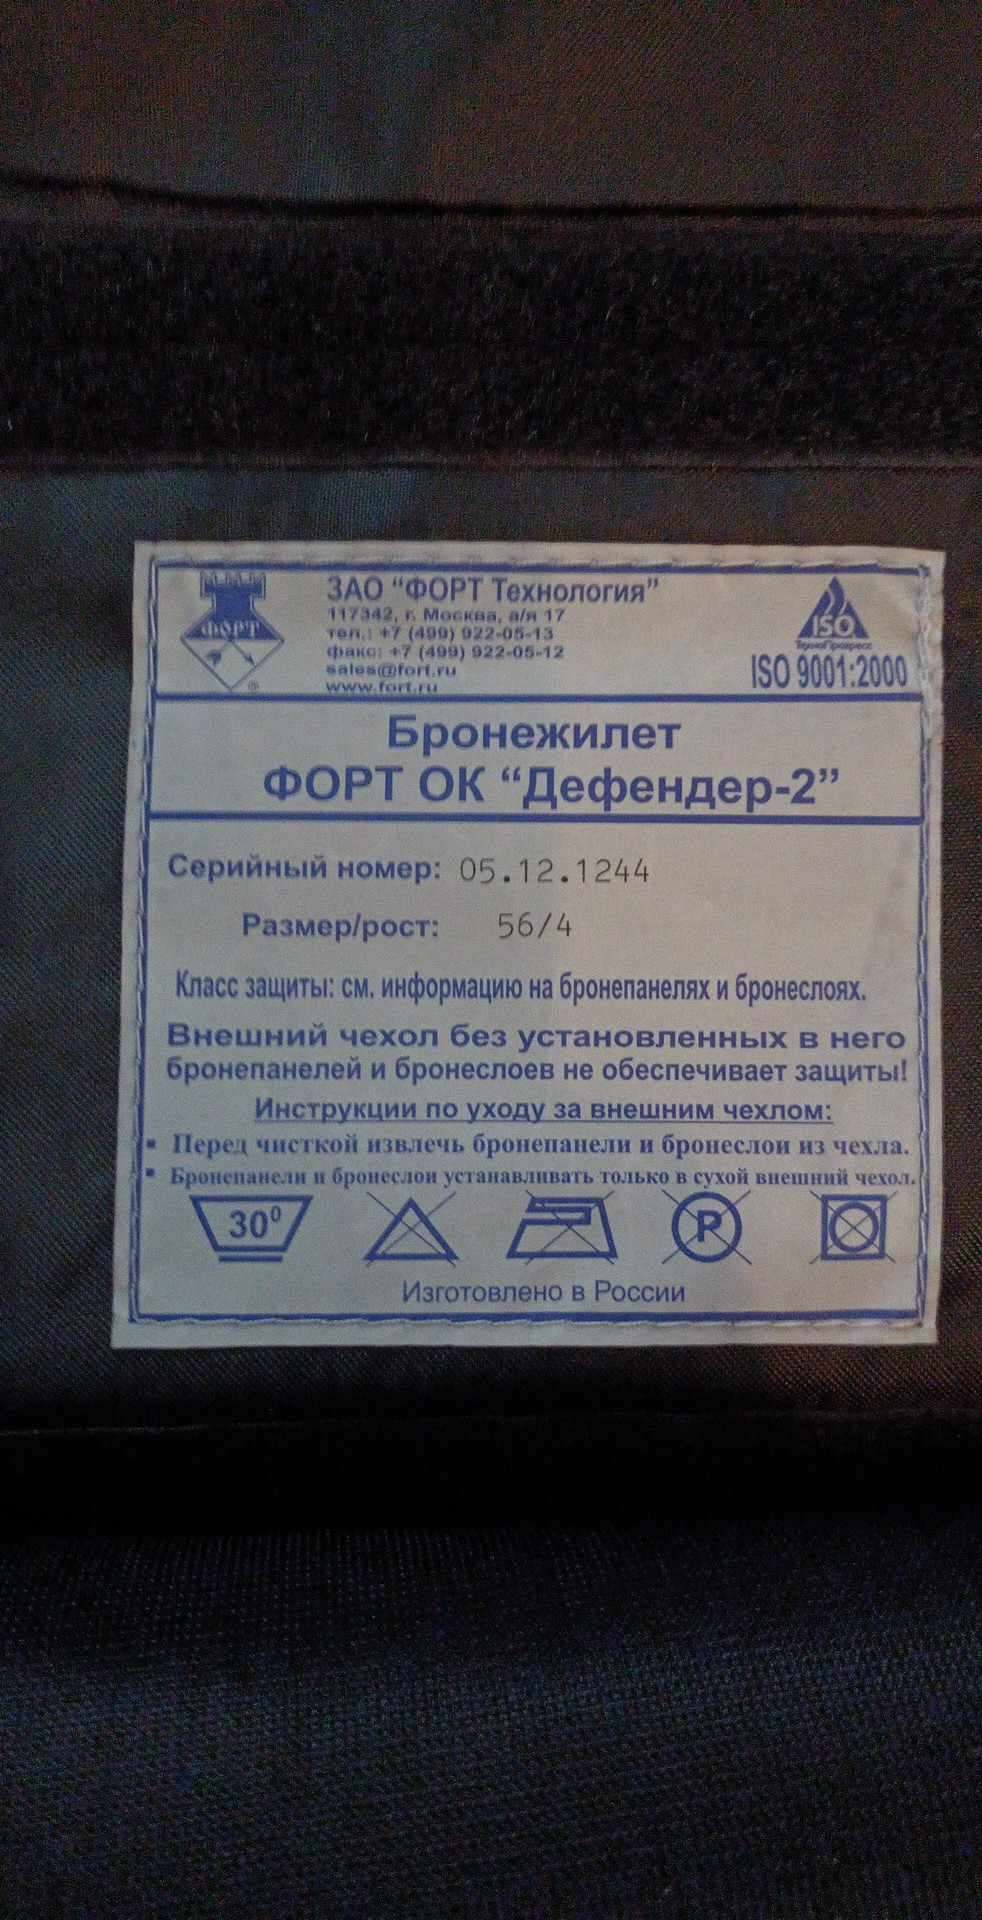 ФОРТ
®
ЗАО “ФОРТ Технология”
117342, г. Москва, а/я 17
тел.: +7 (499) 922-05-13
факс: +7 (499) 922-05-12
sales@fort.ru
www.fort.ru
ISO
ТехноПрогресс
ISO 9001:2000
Бронежилет
ФОРТ ОК “Дефендер-2”
Серийный номер: 05.12.1244
Размер/рост: 56/4
Класс защиты: см. информацию на бронепанелях и бронеслоях.
Внешний чехол без установленных в него
бронепанелей и бронеслоев не обеспечивает защиты!
Инструкции по уходу за внешним чехлом:
▪ Перед чисткой извлечь бронепанели и бронеслои из чехла.
▪ Бронепанели и бронеслои устанавливать только в сухой внешний чехол.
30⁰ P
Изготовлено в России